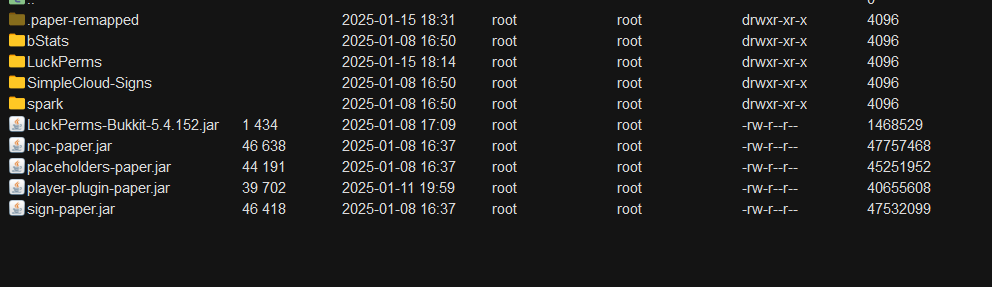 ..	0
.paper-remapped	2025-01-15 18:31	root	root	drwxr-xr-x	4096
bStats	2025-01-08 16:50	root	root	drwxr-xr-x	4096
LuckPerms	2025-01-15 18:14	root	root	drwxr-xr-x	4096
SimpleCloud-Signs	2025-01-08 16:50	root	root	drwxr-xr-x	4096
spark	2025-01-08 16:50	root	root	drwxr-xr-x	4096
LuckPerms-Bukkit-5.4.152.jar	1 434	2025-01-08 17:09	root	root	-rw-r--r--	1468529
npc-paper.jar	46 638	2025-01-08 16:37	root	root	-rw-r--r--	47757468
placeholders-paper.jar	44 191	2025-01-08 16:37	root	root	-rw-r--r--	45251952
player-plugin-paper.jar	39 702	2025-01-11 19:59	root	root	-rw-r--r--	40655608
sign-paper.jar	46 418	2025-01-08 16:37	root	root	-rw-r--r--	47532099